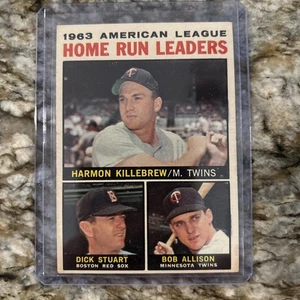 1963 AMERICAN LEAGUE
HOME RUN LEADERS
HARMON KILLEBREW/M. TWINS
DICK STUART
BOSTON RED SOX
BOB ALLISON
MINNESOTA TWINS